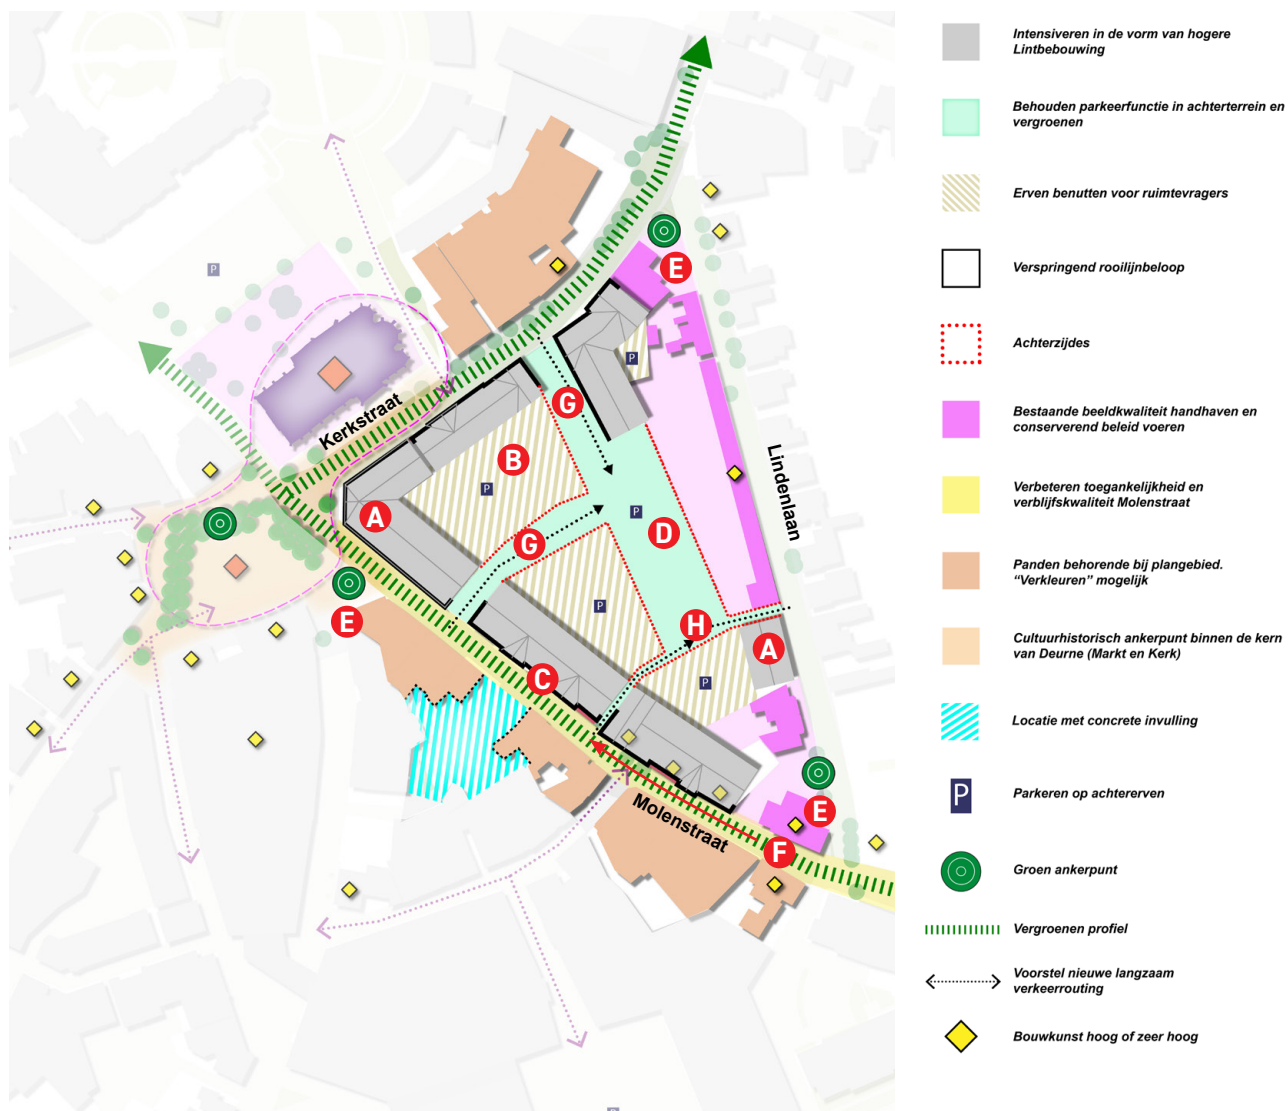 P
Kerkstraat
E
P
G
B
P
A
P
D
G
Lindenlaan
P
E
H
A
C
P
Molenstraat
E
F
P
Intensiveren in de vorm van hogere
Lintbebouwing
Behouden parkeerfunctie in achterterrein en
vergroenen
Erven benutten voor ruimtevragers
Verspringend rooilijnbeloop
Achterzijdes
Bestaande beeldkwaliteit handhaven en
conserverend beleid voeren
Verbeteren toegankelijkheid en
verblijfskwaliteit Molenstraat
Panden behorende bij plangebied.
“Verkleuren” mogelijk
Cultuurhistorisch ankerpunt binnen de kern
van Deurne (Markt en Kerk)
Locatie met concrete invulling
P
Parkeren op achtererven
Groen ankerpunt
Vergroenen profiel
Voorstel nieuwe langzaam
verkeerrouting
Bouwkunst hoog of zeer hoog